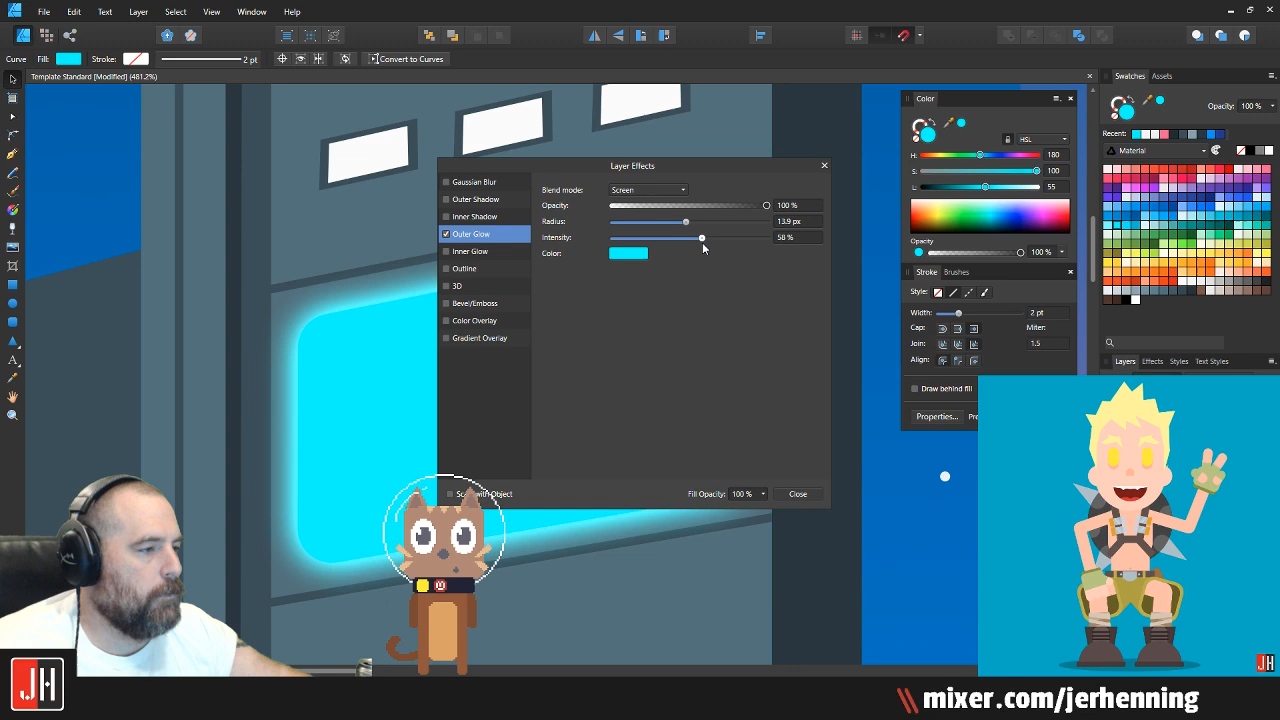 File Edit Text Layer Select View Window Help
Curve Fill: Stroke: 2 pt Convert to Curves
Template Standard [Modified] (481.2%)
Layer Effects
Gaussian Blur
Outer Shadow
Inner Shadow
Outer Glow
Inner Glow
Outline
3D
Bevel/Emboss
Color Overlay
Gradient Overlay
Blend mode: Screen
Opacity: 100 %
Radius: 13.9 px
Intensity: 58 %
Color:
Fill Opacity: 100 % Close
Color
HSL
H: 180
S: 100
L: 55
Opacity
100 %
Stroke Brushes
Style:
Width: 2 pt
Cap: Miter:
Join: 1.5
Align:
Draw behind fill
Properties...
Swatches Assets
Opacity: 100 %
Recent:
Material
Layers Effects Styles Text Styles
JH
JH
\\ mixer.com/jerhenning